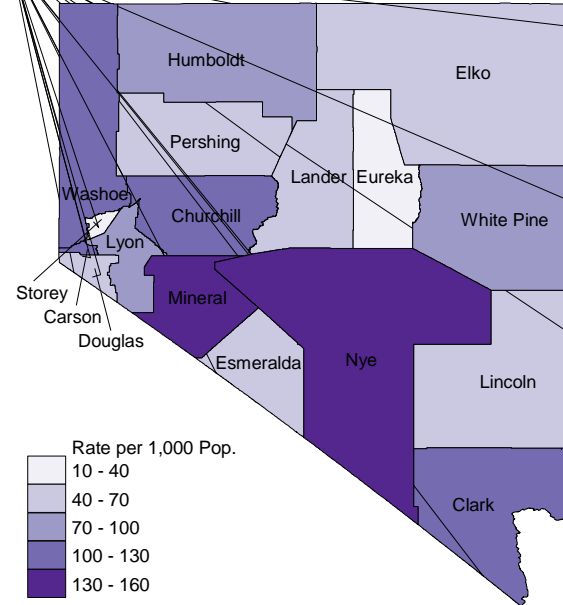 Humboldt
Elko
Pershing
Lander
Eureka
Washoe
Churchill
White Pine
Lyon
Storey
Mineral
Carson
Douglas
Esmeralda
Nye
Lincoln
Rate per 1,000 Pop.
10 - 40
40 - 70
70 - 100
100 - 130
130 - 160
Clark